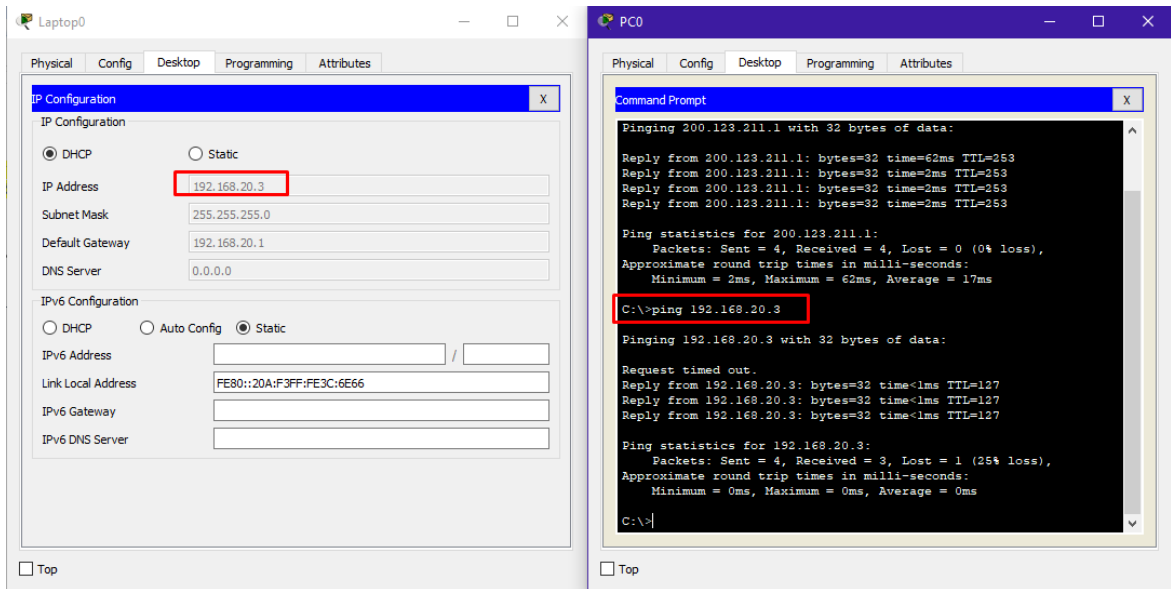 Laptop0
Physical Config Desktop Programming Attributes
IP Configuration X
IP Configuration
DHCP Static
IP Address 192.168.20.3
Subnet Mask 255.255.255.0
Default Gateway 192.168.20.1
DNS Server 0.0.0.0
IPv6 Configuration
DHCP Auto Config Static
IPv6 Address /
Link Local Address FE80::20A:F3FF:FE3C:6E66
IPv6 Gateway
IPv6 DNS Server
Top
PC0
Physical Config Desktop Programming Attributes
Command Prompt X
Pinging 200.123.211.1 with 32 bytes of data:
Reply from 200.123.211.1: bytes=32 time=62ms TTL=253
Reply from 200.123.211.1: bytes=32 time=2ms TTL=253
Reply from 200.123.211.1: bytes=32 time=2ms TTL=253
Reply from 200.123.211.1: bytes=32 time=2ms TTL=253
Ping statistics for 200.123.211.1:
Packets: Sent = 4, Received = 4, Lost = 0 (0% loss),
Approximate round trip times in milli-seconds:
Minimum = 2ms, Maximum = 62ms, Average = 17ms
C:\>ping 192.168.20.3
Pinging 192.168.20.3 with 32 bytes of data:
Request timed out.
Reply from 192.168.20.3: bytes=32 time<1ms TTL=127
Reply from 192.168.20.3: bytes=32 time<1ms TTL=127
Reply from 192.168.20.3: bytes=32 time<1ms TTL=127
Ping statistics for 192.168.20.3:
Packets: Sent = 4, Received = 3, Lost = 1 (25% loss),
Approximate round trip times in milli-seconds:
Minimum = 0ms, Maximum = 0ms, Average = 0ms
C:\>
Top